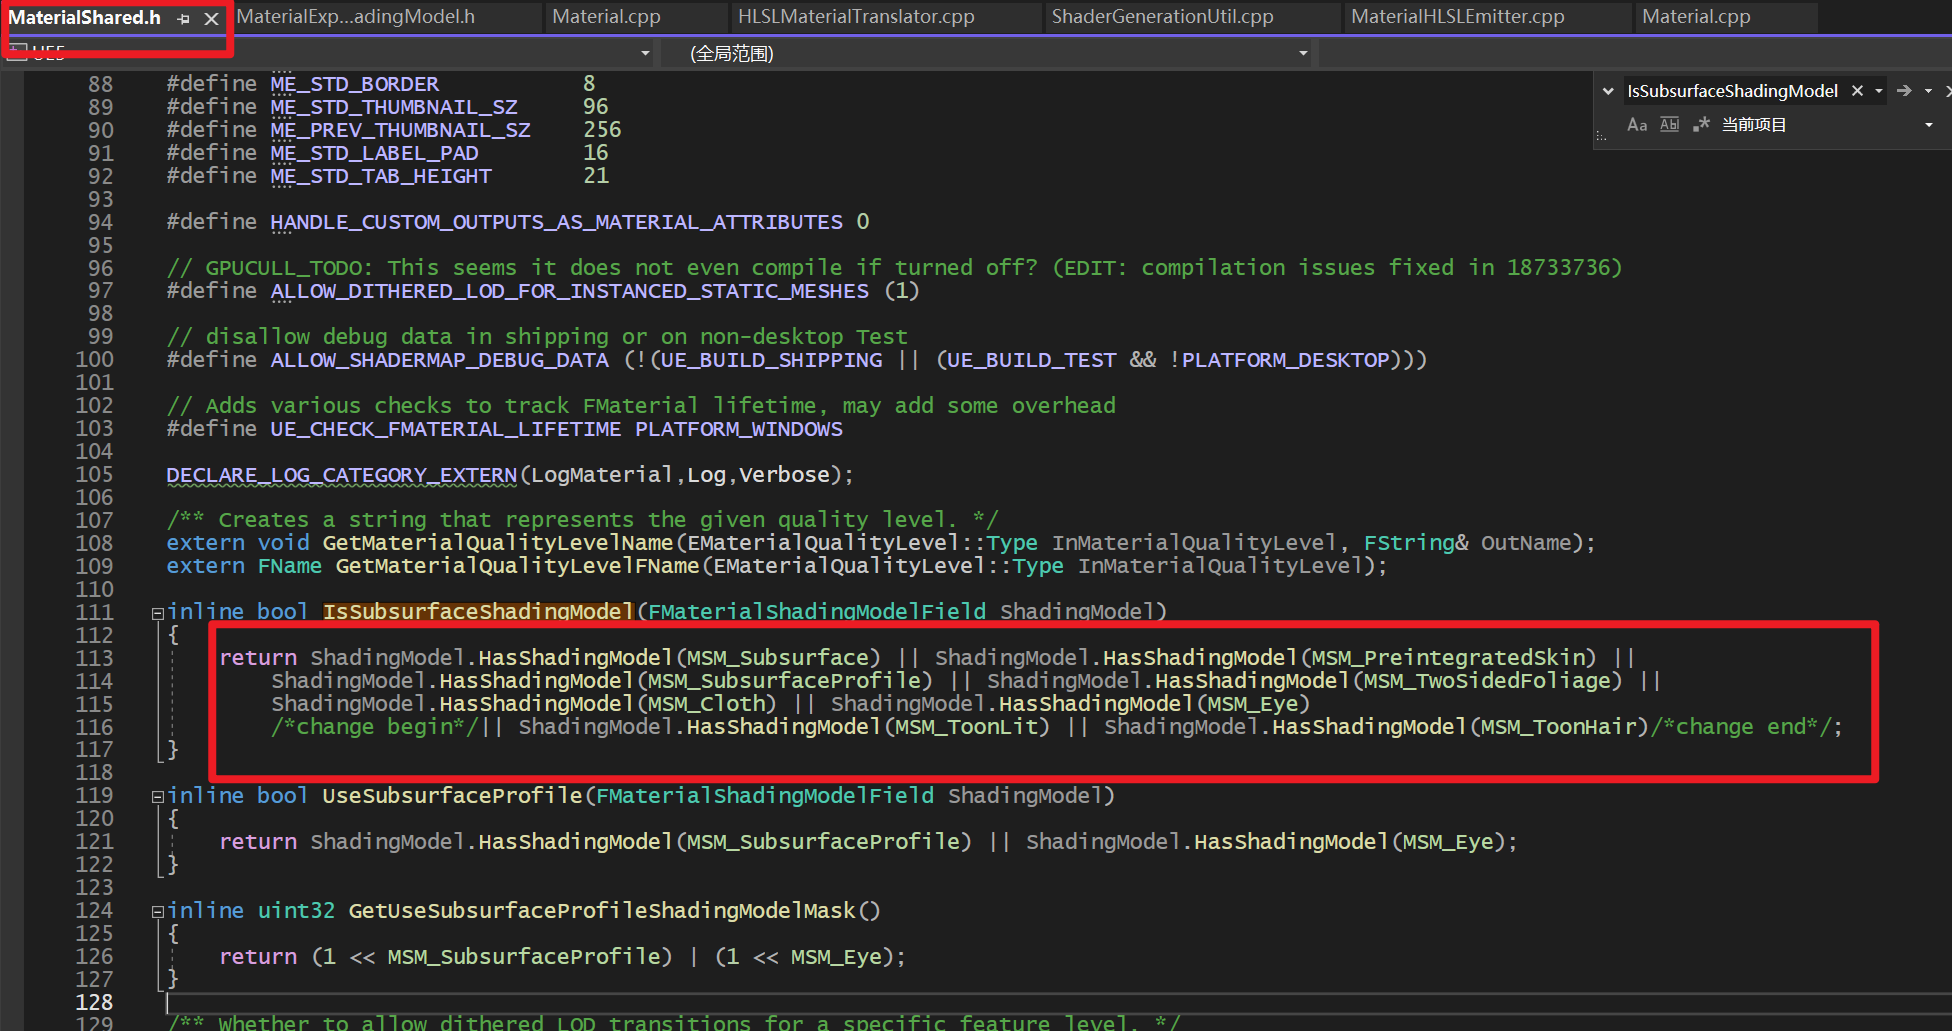 MaterialShared.h
MaterialExp...adingModel.h
Material.cpp
HLSLMaterialTranslator.cpp
ShaderGenerationUtil.cpp
MaterialHLSLEmitter.cpp
Material.cpp
UE5
(全局范围)
IsSubsurfaceShadingModel
Aa Abl .* 当前项目
88 #define ME_STD_BORDER 8
89 #define ME_STD_THUMBNAIL_SZ 96
90 #define ME_PREV_THUMBNAIL_SZ 256
91 #define ME_STD_LABEL_PAD 16
92 #define ME_STD_TAB_HEIGHT 21
93
94 #define HANDLE_CUSTOM_OUTPUTS_AS_MATERIAL_ATTRIBUTES 0
95
96 // GPUCULL_TODO: This seems it does not even compile if turned off? (EDIT: compilation issues fixed in 18733736)
97 #define ALLOW_DITHERED_LOD_FOR_INSTANCED_STATIC_MESHES (1)
98
99 // disallow debug data in shipping or on non-desktop Test
100 #define ALLOW_SHADERMAP_DEBUG_DATA (!(UE_BUILD_SHIPPING || (UE_BUILD_TEST && !PLATFORM_DESKTOP)))
101
102 // Adds various checks to track FMaterial lifetime, may add some overhead
103 #define UE_CHECK_FMATERIAL_LIFETIME PLATFORM_WINDOWS
104
105 DECLARE_LOG_CATEGORY_EXTERN(LogMaterial,Log,Verbose);
106
107 /** Creates a string that represents the given quality level. */
108 extern void GetMaterialQualityLevelName(EMaterialQualityLevel::Type InMaterialQualityLevel, FString& OutName);
109 extern FName GetMaterialQualityLevelFName(EMaterialQualityLevel::Type InMaterialQualityLevel);
110
111 inline bool IsSubsurfaceShadingModel(FMaterialShadingModelField ShadingModel)
112 {
113 return ShadingModel.HasShadingModel(MSM_Subsurface) || ShadingModel.HasShadingModel(MSM_PreintegratedSkin) ||
114 ShadingModel.HasShadingModel(MSM_SubsurfaceProfile) || ShadingModel.HasShadingModel(MSM_TwoSidedFoliage) ||
115 ShadingModel.HasShadingModel(MSM_Cloth) || ShadingModel.HasShadingModel(MSM_Eye)
116 /*change begin*/|| ShadingModel.HasShadingModel(MSM_ToonLit) || ShadingModel.HasShadingModel(MSM_ToonHair)/*change end*/;
117 }
118
119 inline bool UseSubsurfaceProfile(FMaterialShadingModelField ShadingModel)
120 {
121 return ShadingModel.HasShadingModel(MSM_SubsurfaceProfile) || ShadingModel.HasShadingModel(MSM_Eye);
122 }
123
124 inline uint32 GetUseSubsurfaceProfileShadingModelMask()
125 {
126 return (1 << MSM_SubsurfaceProfile) | (1 << MSM_Eye);
127 }
128
129 /** Whether to allow dithered LOD transitions for a specific feature level. */